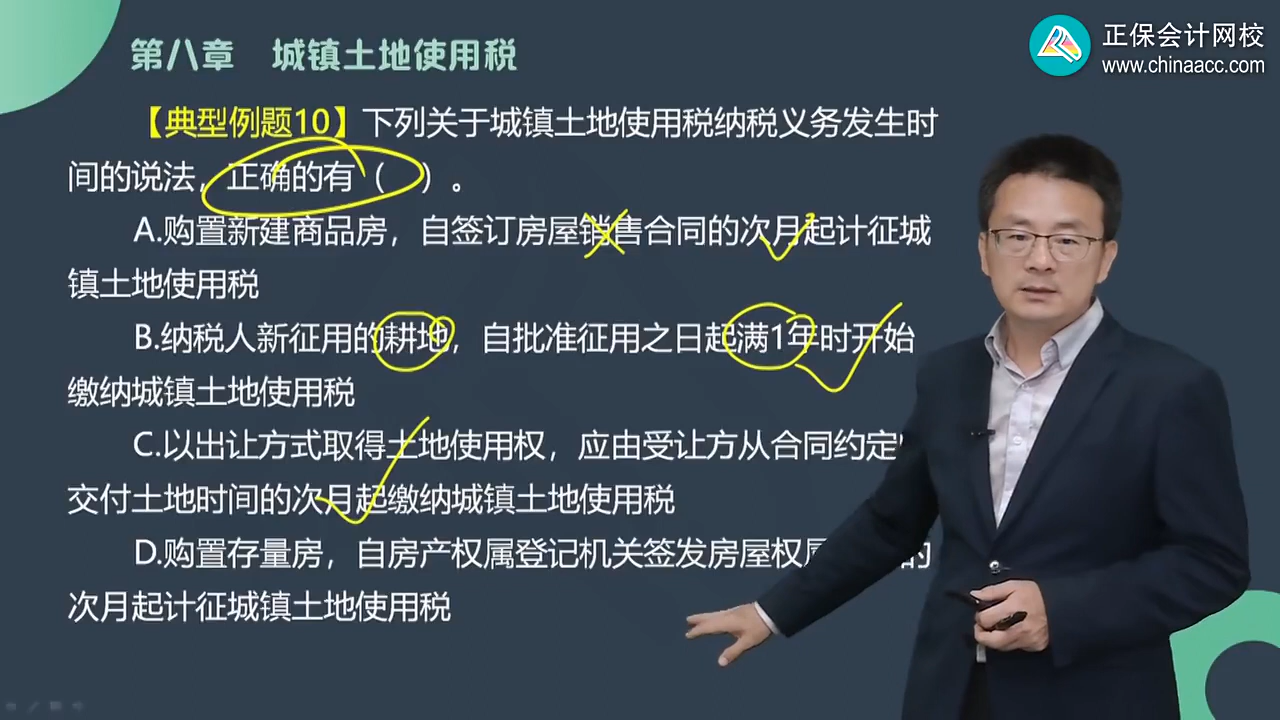 第八章 城镇土地使用税
正保会计网校
www.chinaacc.com
【典型例题10】下列关于城镇土地使用税纳税义务发生时
间的说法，正确的有（ ）。
A.购置新建商品房，自签订房屋销售合同的次月起计征城
镇土地使用税
B.纳税人新征用的耕地，自批准征用之日起满1年时开始
缴纳城镇土地使用税
C.以出让方式取得土地使用权，应由受让方从合同约定
交付土地时间的次月起缴纳城镇土地使用税
D.购置存量房，自房产权属登记机关签发房屋权 的
次月起计征城镇土地使用税